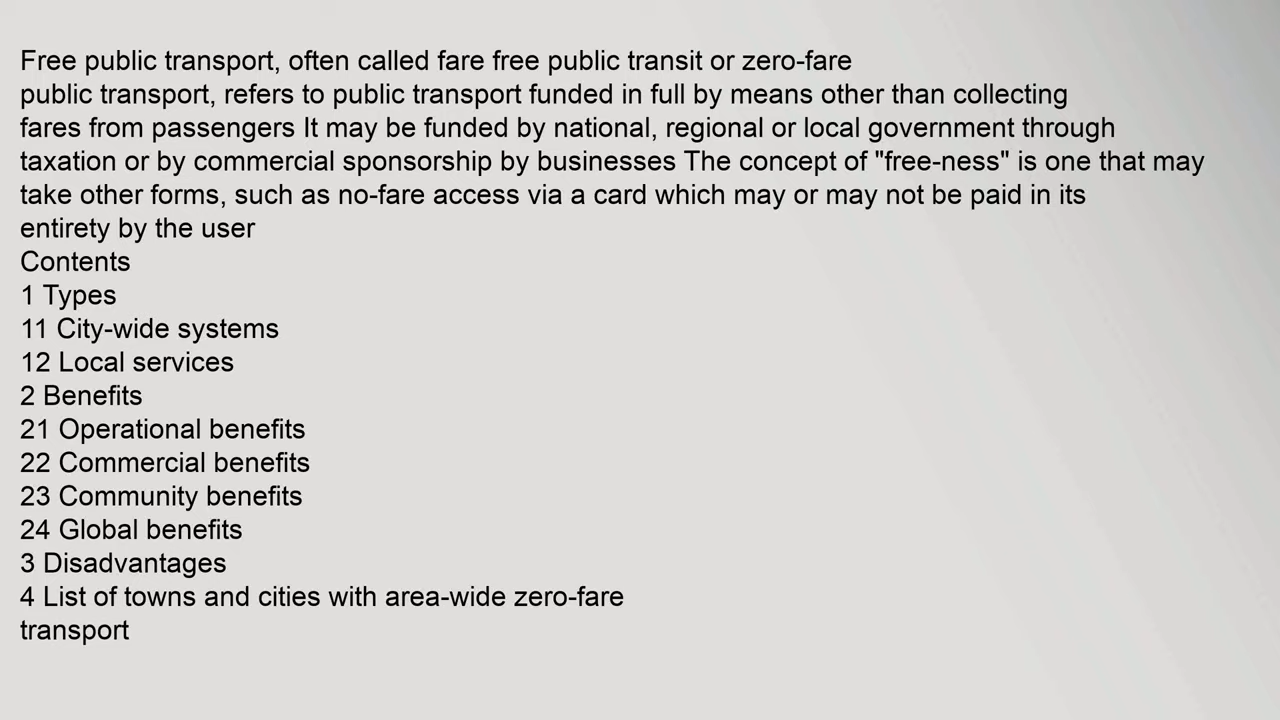 Free public transport, often called fare free public transit or zero-fare
public transport, refers to public transport funded in full by means other than collecting
fares from passengers It may be funded by national, regional or local government through
taxation or by commercial sponsorship by businesses The concept of "free-ness" is one that may
take other forms, such as no-fare access via a card which may or may not be paid in its
entirety by the user
Contents
1 Types
11 City-wide systems
12 Local services
2 Benefits
21 Operational benefits
22 Commercial benefits
23 Community benefits
24 Global benefits
3 Disadvantages
4 List of towns and cities with area-wide zero-fare
transport